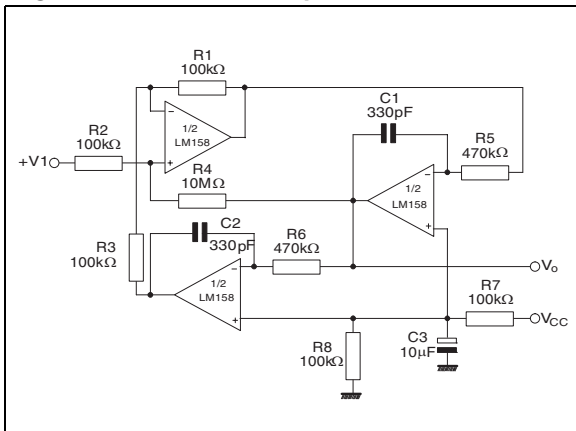 R1
100kΩ
C1
330pF
R5
470kΩ
R2
100kΩ
+V1
-
+
1/2
LM158
R4
10MΩ
-
+
1/2
LM158
R3
100kΩ
C2
330pF
R6
470kΩ
-
+
1/2
LM158
Vo
R7
100kΩ
VCC
R8
100kΩ
C3
10µF